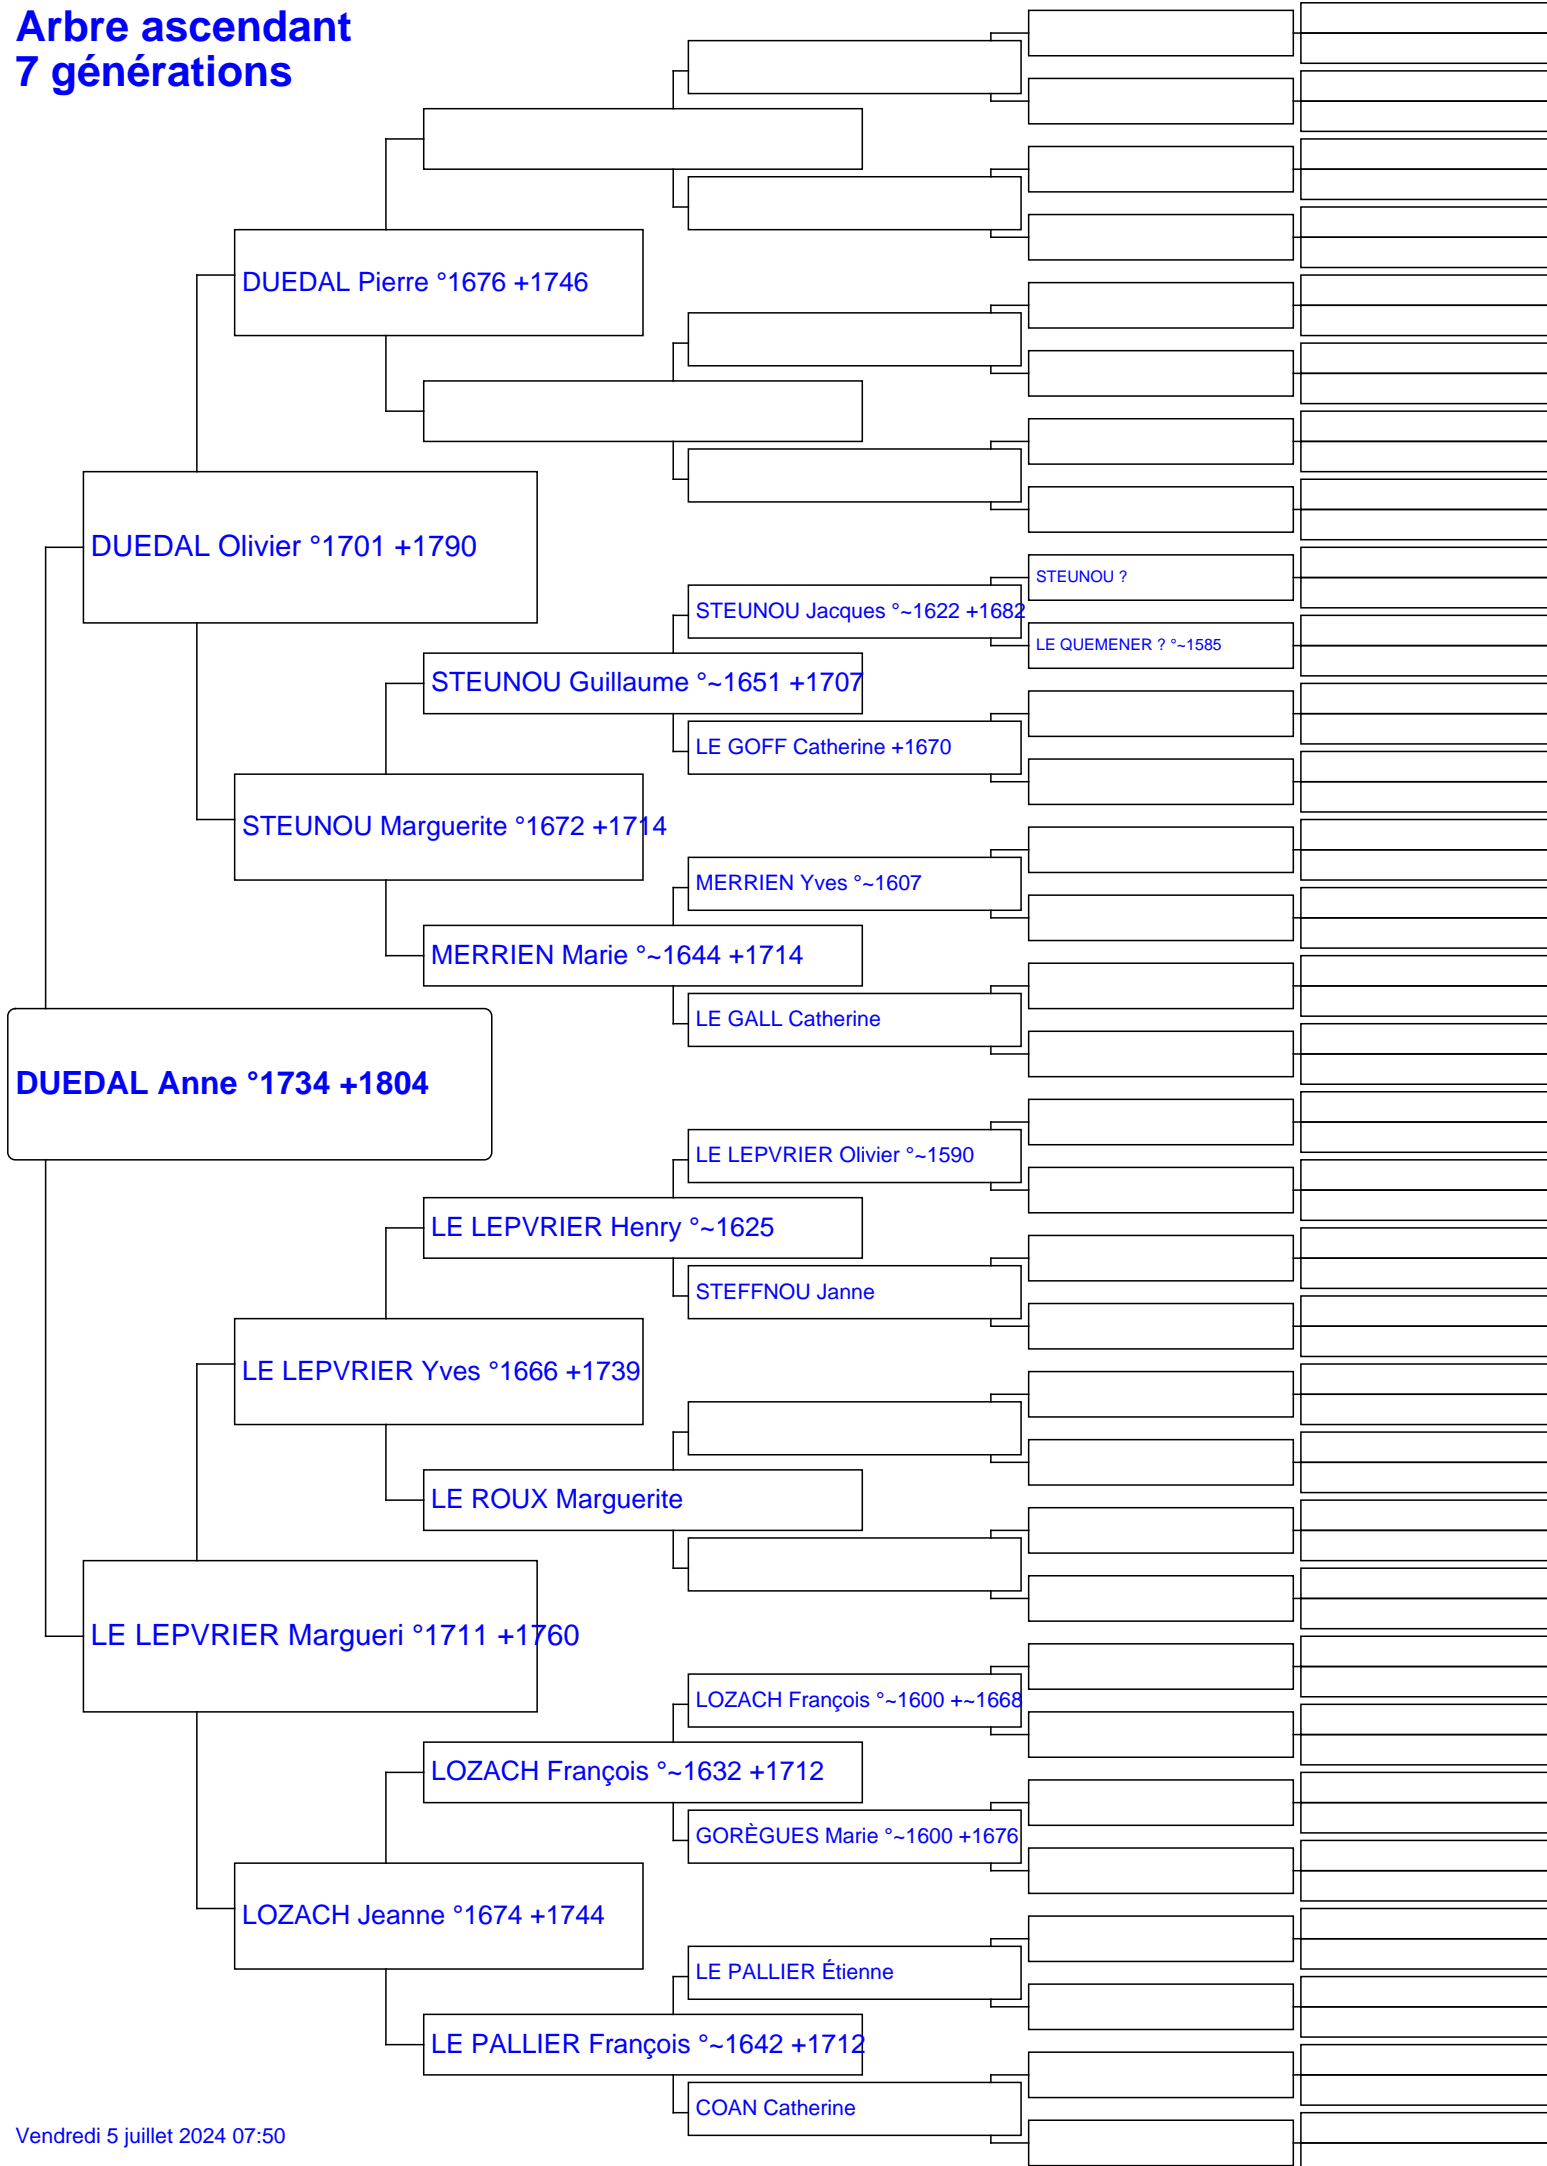 Arbre ascendant
7 générations
DUEDAL Pierre °1676 +1746
DUEDAL Olivier °1701 +1790
STEUNOU ?
STEUNOU Jacques °~1622 +1682
LE QUEMENER ? °~1585
STEUNOU Guillaume °~1651 +1707
LE GOFF Catherine +1670
STEUNOU Marguerite °1672 +1714
MERRIEN Yves °~1607
MERRIEN Marie °~1644 +1714
LE GALL Catherine
DUEDAL Anne °1734 +1804
LE LEPVRIER Olivier °~1590
LE LEPVRIER Henry °~1625
STEFFNOU Janne
LE LEPVRIER Yves °1666 +1739
LE ROUX Marguerite
LE LEPVRIER Margueri °1711 +1760
LOZACH François °~1600 +~1668
LOZACH François °~1632 +1712
GORÈGUES Marie °~1600 +1676
LOZACH Jeanne °1674 +1744
LE PALLIER Étienne
LE PALLIER François °~1642 +1712
COAN Catherine
Vendredi 5 juillet 2024 07:50